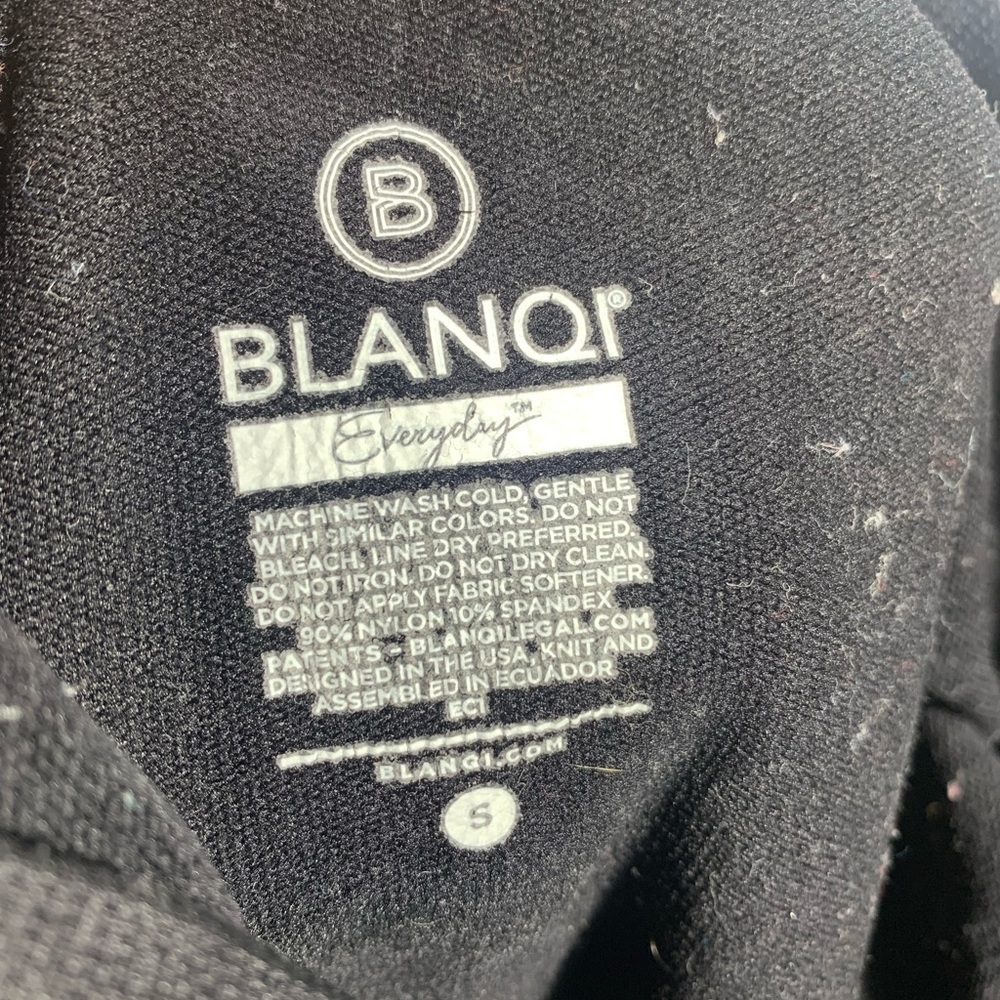 B
BLANQI®
Everyday™
MACHINE WASH COLD, GENTLE,
WITH SIMILAR COLORS. DO NOT
BLEACH. LINE DRY PREFERRED.
DO NOT IRON. DO NOT DRY CLEAN.
DO NOT APPLY FABRIC SOFTENER.
90% NYLON 10% SPANDEX
PATENTS - BLANQILEGAL.COM
DESIGNED IN THE USA, KNIT AND
ASSEMBLED IN ECUADOR
EC1
BLANQI.COM
S